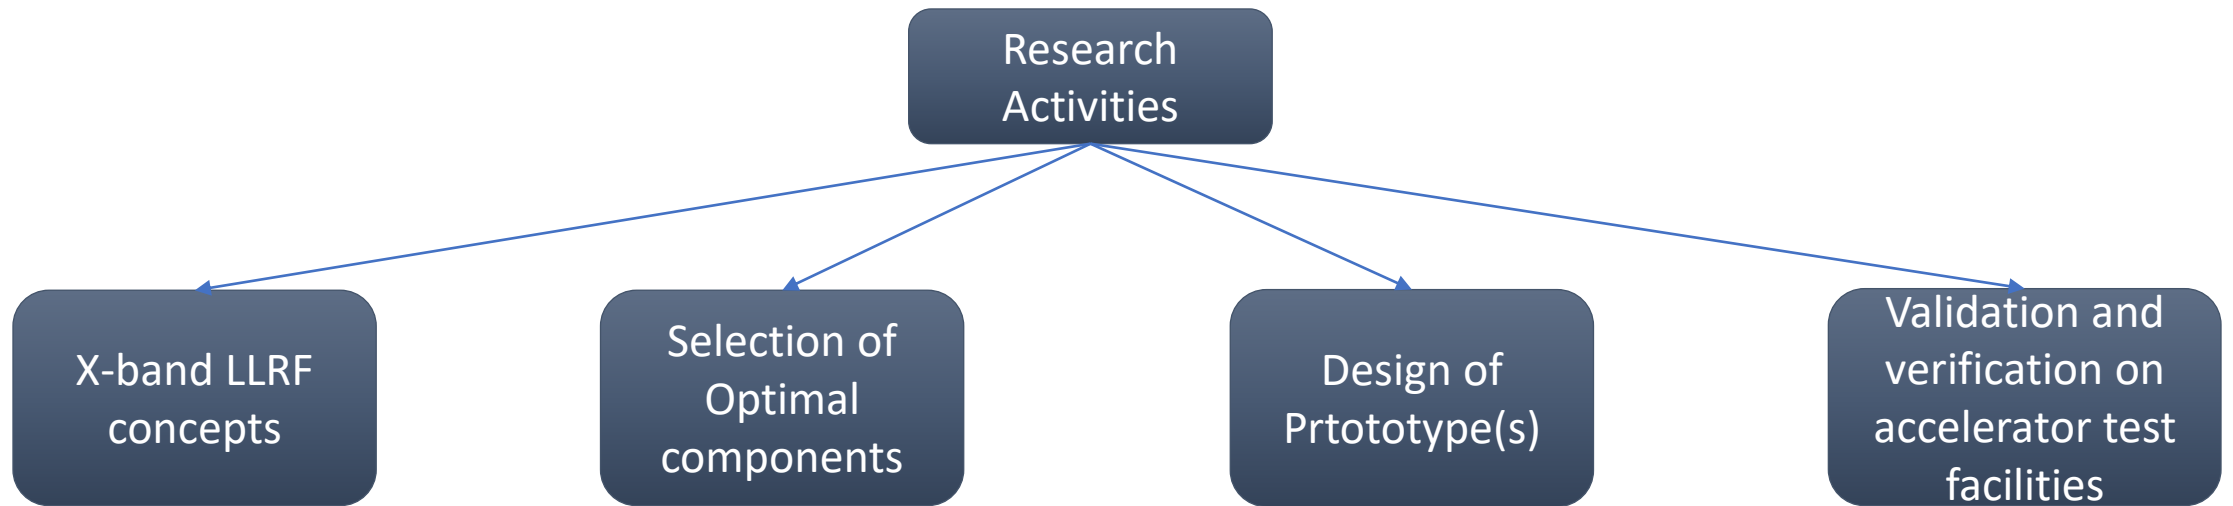 Research
Activities
X-band LLRF
concepts
Selection of
Optimal
components
Design of
Prtototype(s)
Validation and
verification on
accelerator test
facilities